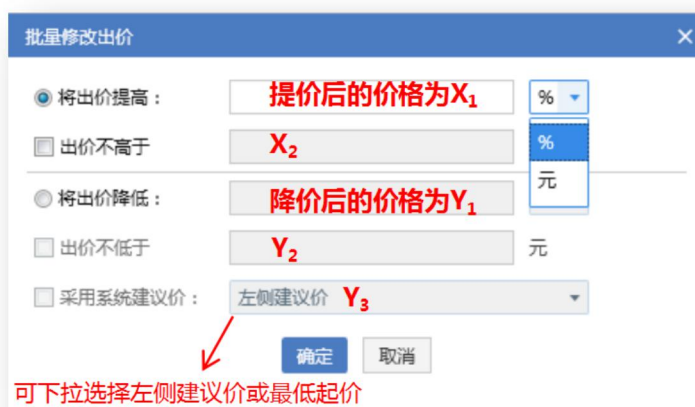 批量修改出价
将出价提高： 提价后的价格为X₁ %
出价不高于 X₂ %
元
将出价降低： 降价后的价格为Y₁
出价不低于 Y₂ 元
采用系统建议价： 左侧建议价 Y₃
确定 取消
可下拉选择左侧建议价或最低起价